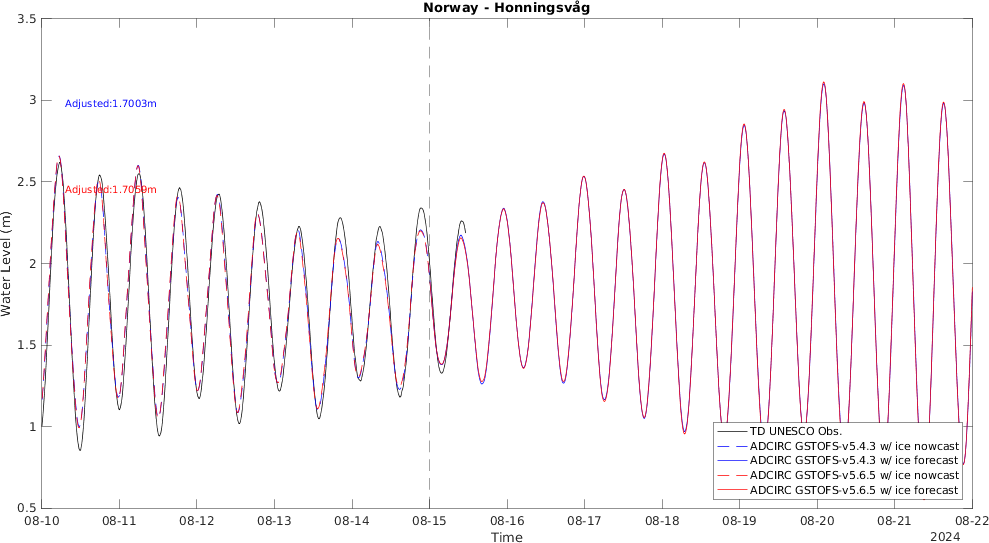 Norway - Honningsvåg
3.5
3
2.5
2
1.5
1
0.5
Water Level (m)
Adjusted:1.7003m
Adjusted:1.7059m
TD UNESCO Obs.
ADCIRC GSTOFS-v5.4.3 w/ ice nowcast
ADCIRC GSTOFS-v5.4.3 w/ ice forecast
ADCIRC GSTOFS-v5.6.5 w/ ice nowcast
ADCIRC GSTOFS-v5.6.5 w/ ice forecast
08-10 08-11 08-12 08-13 08-14 08-15 08-16 08-17 08-18 08-19 08-20 08-21 08-22
Time
2024